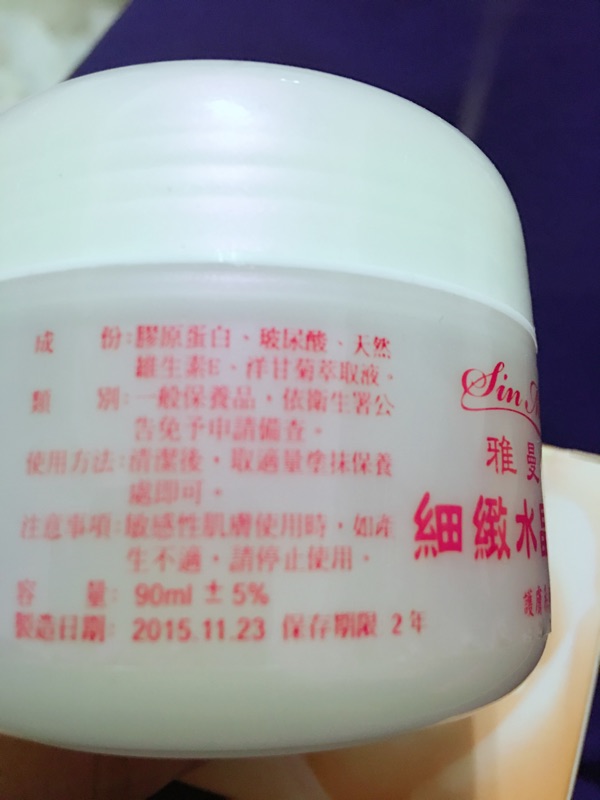 成 份:膠原蛋白、玻尿酸、天然
維生素E、洋甘菊萃取液。
類 別:一般保養品,依衛生署公
告免予申請備查。
使用方法:清潔後,取適量塗抹保養
處即可。
注意事項:敏感性肌膚使用時,如產
生不適,請停止使用。
容 量: 90ml ±5%
製造日期: 2015.11.23 保存期限 2 年
Sin
雅曼
細緻水
護膚